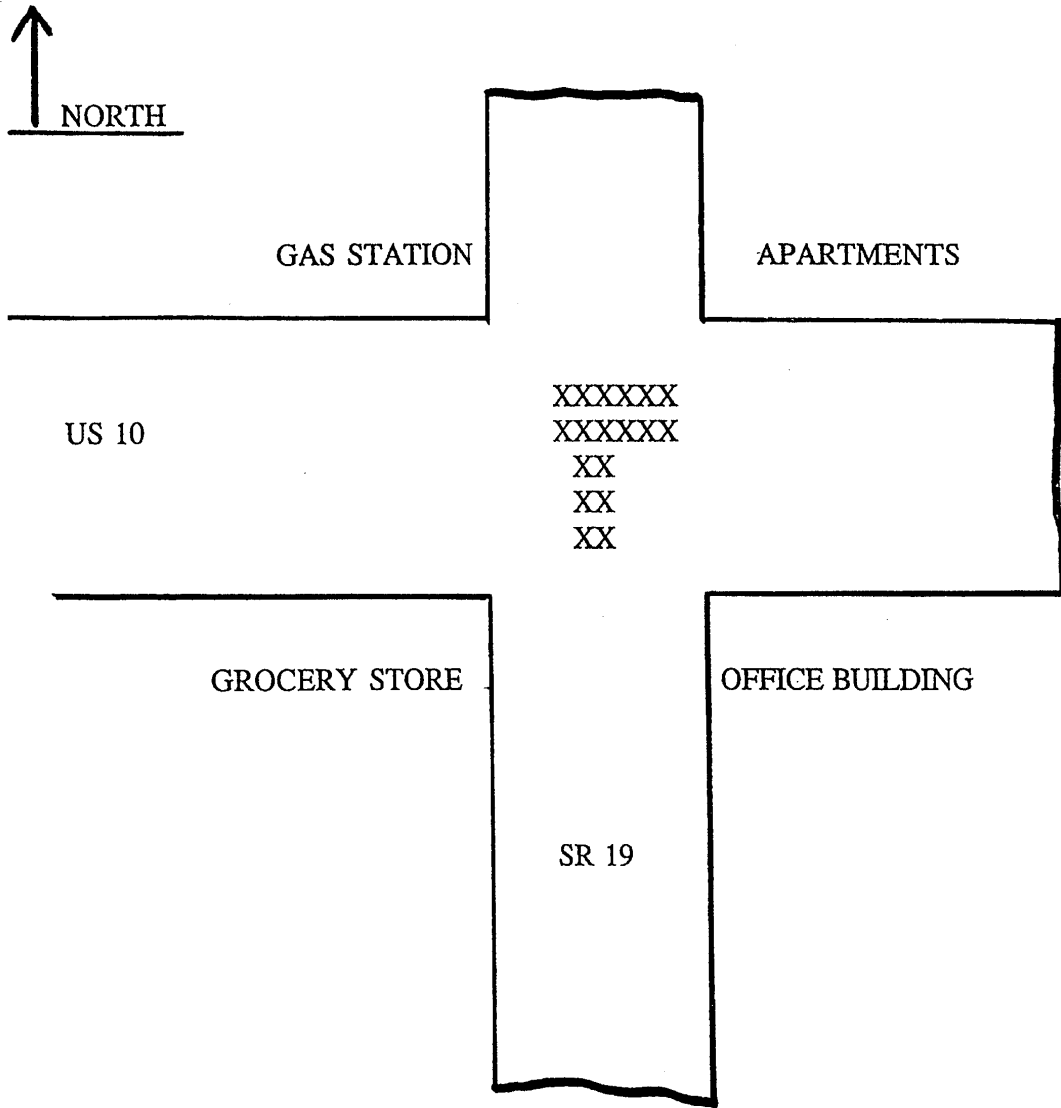 NORTH
GAS STATION
APARTMENTS
XXXXXX
US 10
XXXXXX
XX
XX
XX
GROCERY STORE
OFFICE BUILDING
SR 19